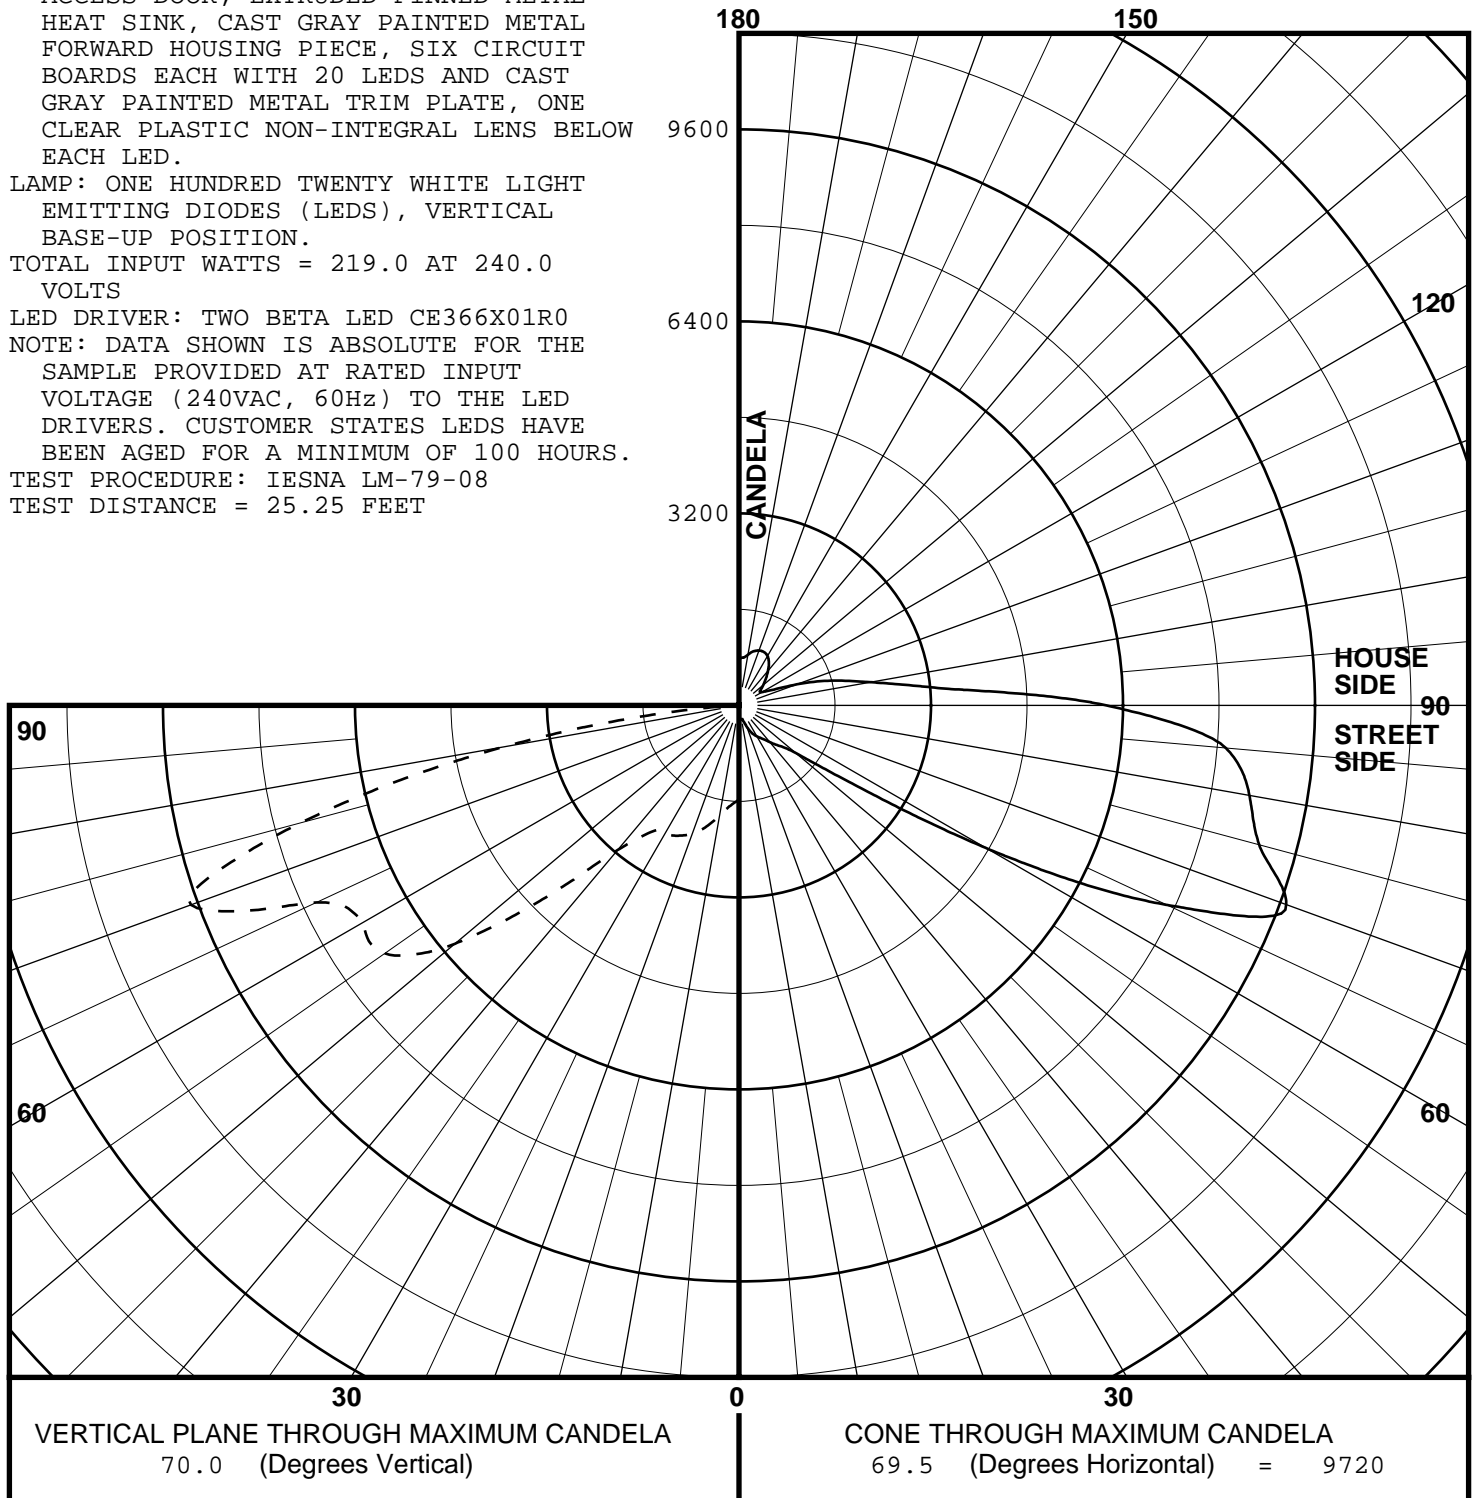 ACCESS DOOR, EXTRUDED FINNED METAL
HEAT SINK, CAST GRAY PAINTED METAL
FORWARD HOUSING PIECE, SIX CIRCUIT
BOARDS EACH WITH 20 LEDS AND CAST
GRAY PAINTED METAL TRIM PLATE, ONE
CLEAR PLASTIC NON-INTEGRAL LENS BELOW
EACH LED.
LAMP: ONE HUNDRED TWENTY WHITE LIGHT
EMITTING DIODES (LEDS), VERTICAL
BASE-UP POSITION.
TOTAL INPUT WATTS = 219.0 AT 240.0
VOLTS
LED DRIVER: TWO BETA LED CE366X01R0
NOTE: DATA SHOWN IS ABSOLUTE FOR THE
SAMPLE PROVIDED AT RATED INPUT
VOLTAGE (240VAC, 60Hz) TO THE LED
DRIVERS. CUSTOMER STATES LEDS HAVE
BEEN AGED FOR A MINIMUM OF 100 HOURS.
TEST PROCEDURE: IESNA LM-79-08
TEST DISTANCE = 25.25 FEET
180
150
9600
120
6400
CANDELA
3200
HOUSE
SIDE
90
90
STREET
SIDE
60
60
30
0
30
VERTICAL PLANE THROUGH MAXIMUM CANDELA
70.0 (Degrees Vertical)
CONE THROUGH MAXIMUM CANDELA
69.5 (Degrees Horizontal) = 9720